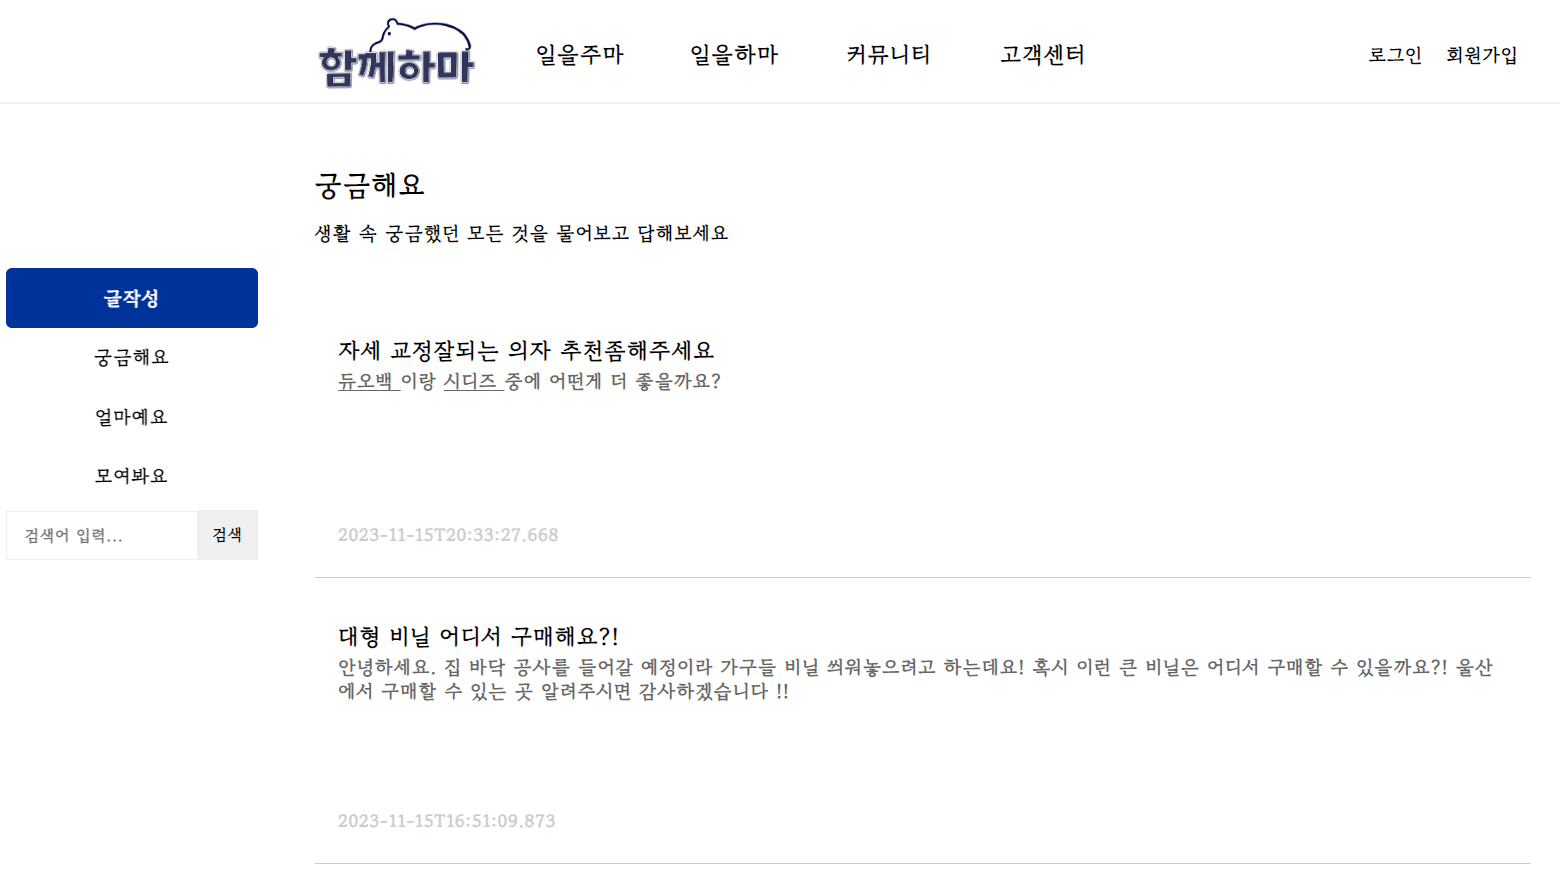 함께하마
일을주마
일을하마
커뮤니티
고객센터
로그인
회원가입
궁금해요
생활 속 궁금했던 모든 것을 물어보고 답해보세요
글작성
궁금해요
얼마예요
모여봐요
검색어 입력...
검색
자세 교정잘되는 의자 추천좀해주세요
듀오백 이랑 시디즈 중에 어떤게 더 좋을까요?
2023-11-15T20:33:27.668
대형 비닐 어디서 구매해요?!
안녕하세요. 집 바닥 공사를 들어갈 예정이라 가구들 비닐 씌워놓으려고 하는데요! 혹시 이런 큰 비닐은 어디서 구매할 수 있을까요?! 울산
에서 구매할 수 있는 곳 알려주시면 감사하겠습니다 !!
2023-11-15T16:51:09.873